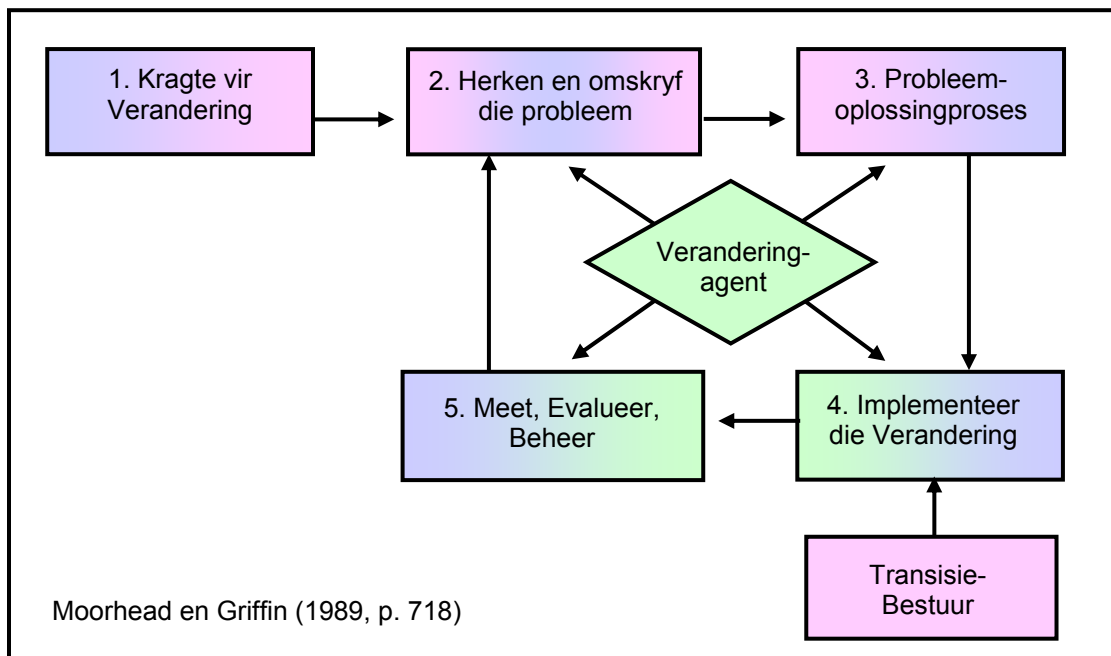 1. Kragte vir
Verandering
2. Herken en omskryf
die probleem
3. Probleem-
oplossingproses
Verandering-
agent
5. Meet, Evalueer,
Beheer
4. Implementeer
die Verandering
Transisie-
Bestuur
Moorhead en Griffin (1989, p. 718)